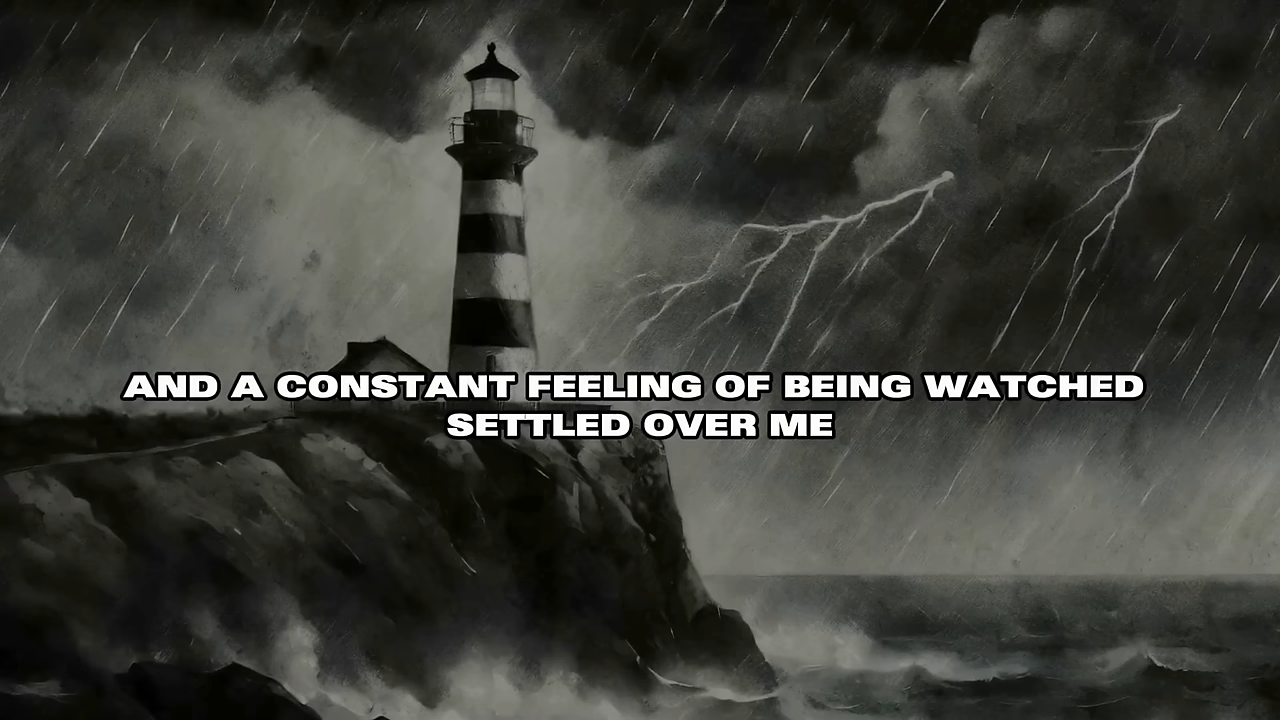 AND A CONSTANT FEELING OF BEING WATCHED
SETTLED OVER ME